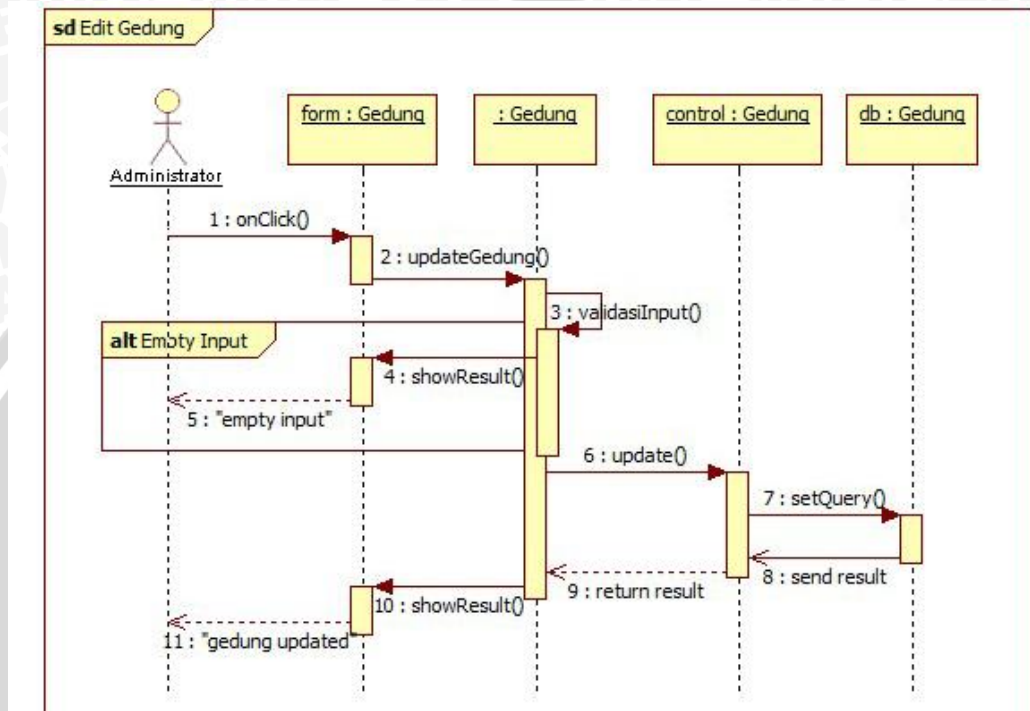 sd Edit Gedung
Administrator
form : Gedung
: Gedung
control : Gedung
db : Gedung
1 : onClick()
2 : updateGedung()
3 : validasiInput()
alt Empty Input
4 : showResult()
5 : "empty input"
6 : update()
7 : setQuery()
8 : send result
9 : return result
10 : showResult()
11 : "gedung updated"